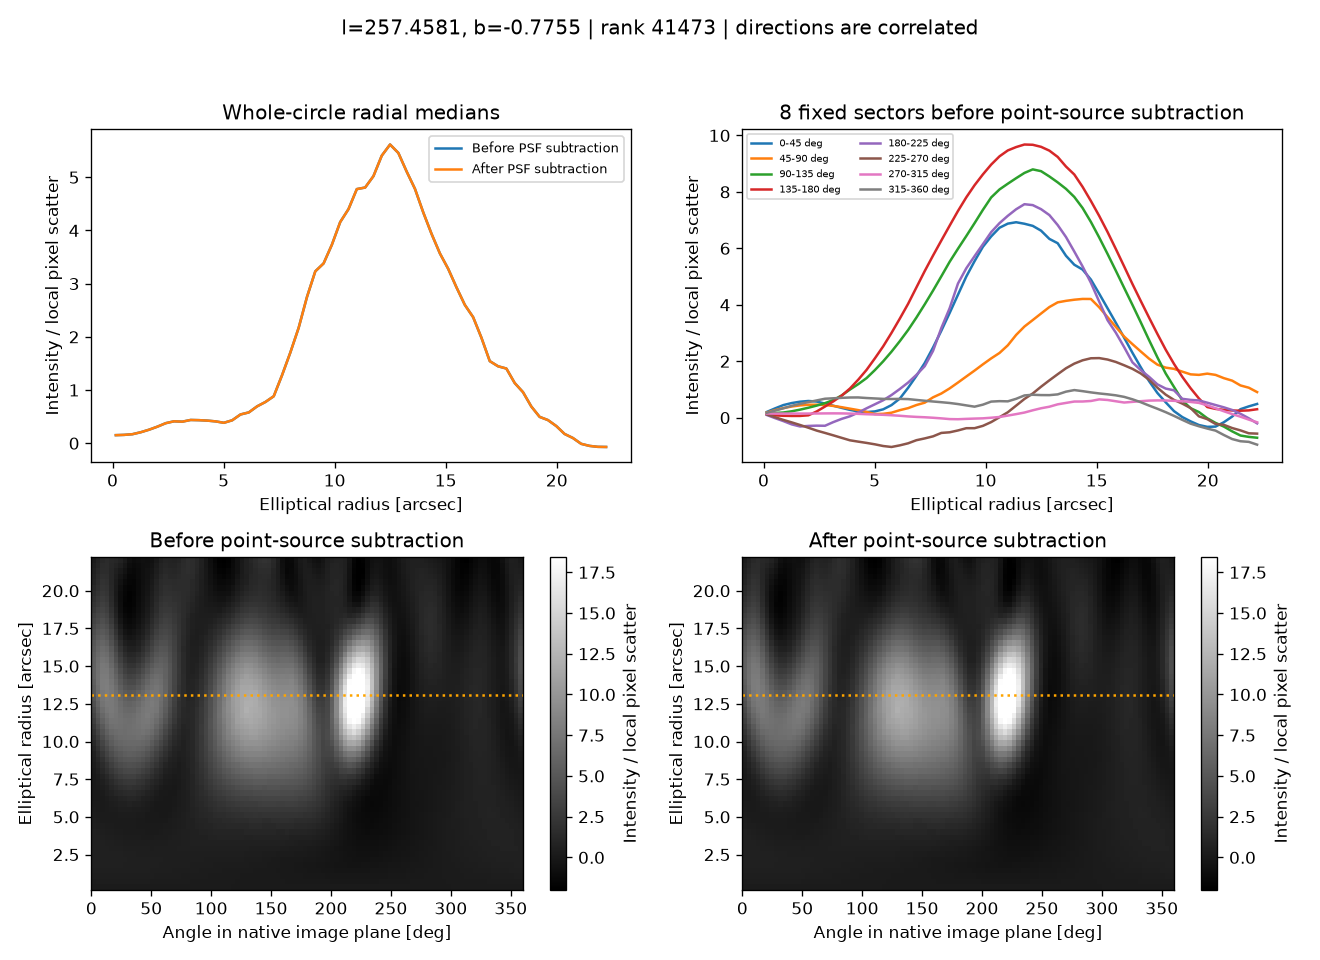 l=257.4581, b=-0.7755 | rank 41473 | directions are correlated
Whole-circle radial medians
Intensity / local pixel scatter
5
4
3
2
1
0
Before PSF subtraction
After PSF subtraction
0 5 10 15 20
Elliptical radius [arcsec]
8 fixed sectors before point-source subtraction
Intensity / local pixel scatter
10
8
6
4
2
0
0-45 deg
45-90 deg
90-135 deg
135-180 deg
180-225 deg
225-270 deg
270-315 deg
315-360 deg
0 5 10 15 20
Elliptical radius [arcsec]
Before point-source subtraction
Elliptical radius [arcsec]
20.0
17.5
15.0
12.5
10.0
7.5
5.0
2.5
0 50 100 150 200 250 300 350
Angle in native image plane [deg]
17.5
15.0
12.5
10.0
7.5
5.0
2.5
0.0
Intensity / local pixel scatter
After point-source subtraction
Elliptical radius [arcsec]
20.0
17.5
15.0
12.5
10.0
7.5
5.0
2.5
0 50 100 150 200 250 300 350
Angle in native image plane [deg]
17.5
15.0
12.5
10.0
7.5
5.0
2.5
0.0
Intensity / local pixel scatter